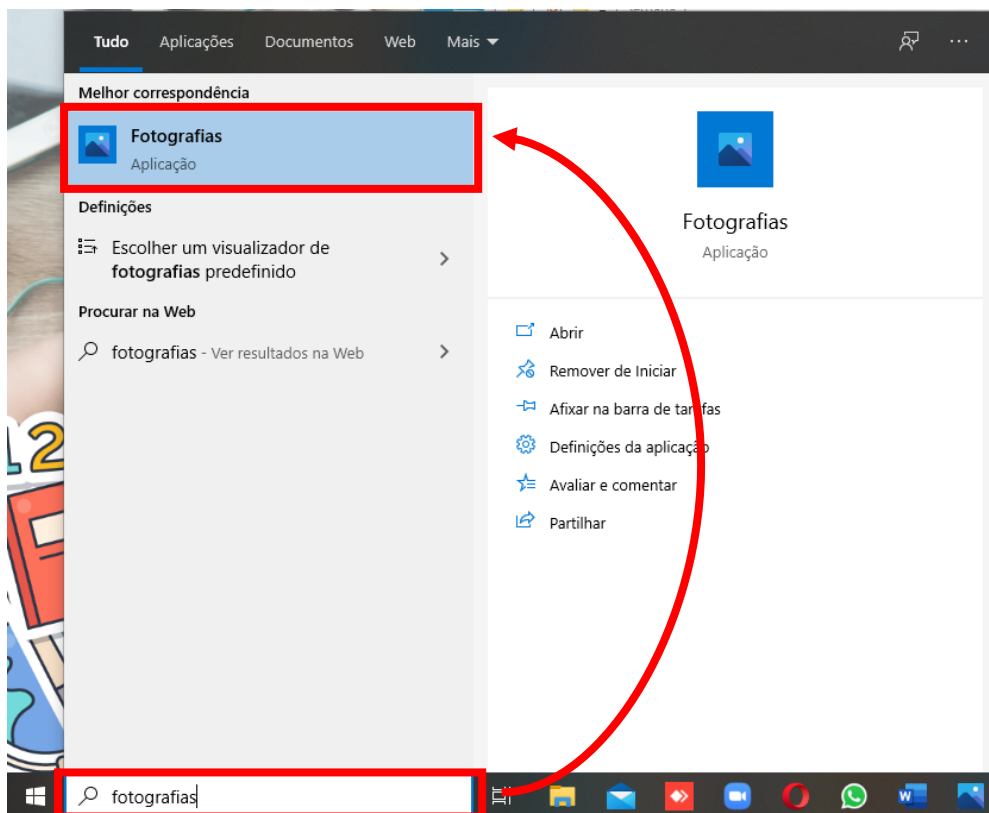 Tudo Aplicações Documentos Web Mais
Melhor correspondência
Fotografias
Aplicação
Definições
Escolher um visualizador de
fotografias predefinido
Procurar na Web
fotografias - Ver resultados na Web
Fotografias
Aplicação
Abrir
Remover de Iniciar
Afixar na barra de tarefas
Definições da aplicação
Avaliar e comentar
Partilhar
12
fotografias
W